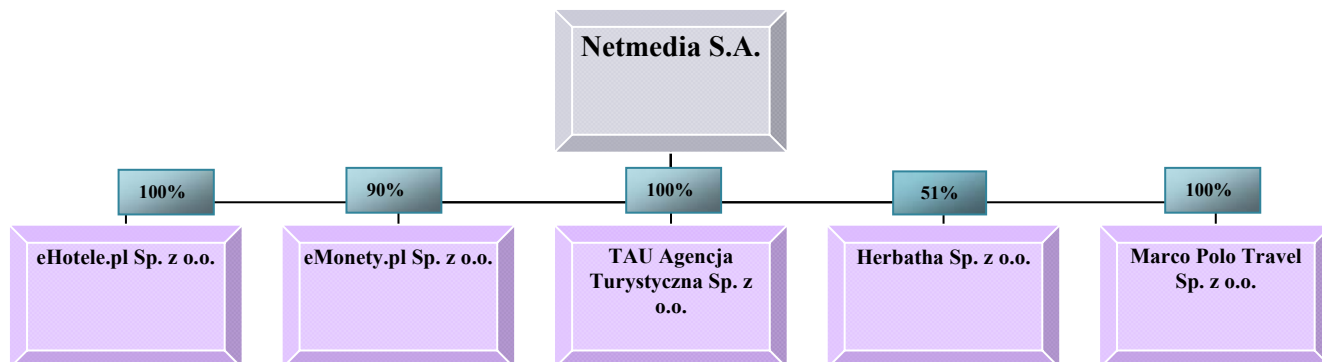 Netmedia S.A.
100%
90%
100%
51%
100%
eHotele.pl Sp. z o.o.
eMonety.pl Sp. z o.o.
TAU Agencja
Turystyczna Sp. z
o.o.
Herbatha Sp. z o.o.
Marco Polo Travel
Sp. z o.o.